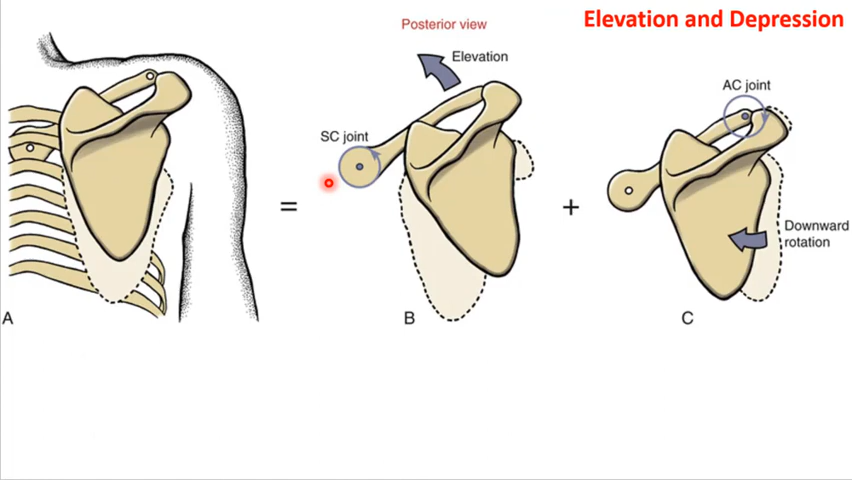 Elevation and Depression
Posterior view
Elevation
AC joint
SC joint
=
+
Downward
rotation
A
B
C